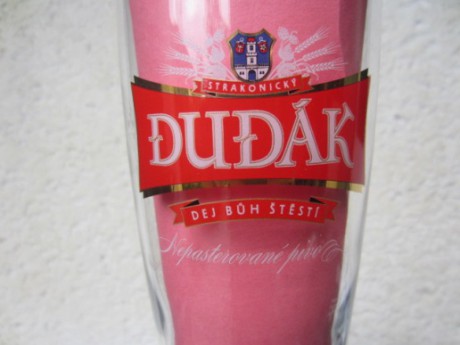 STRAKONICKÝ
DUDÁK
DEJ BŮH ŠTĚSTÍ
Nepasterované pivo